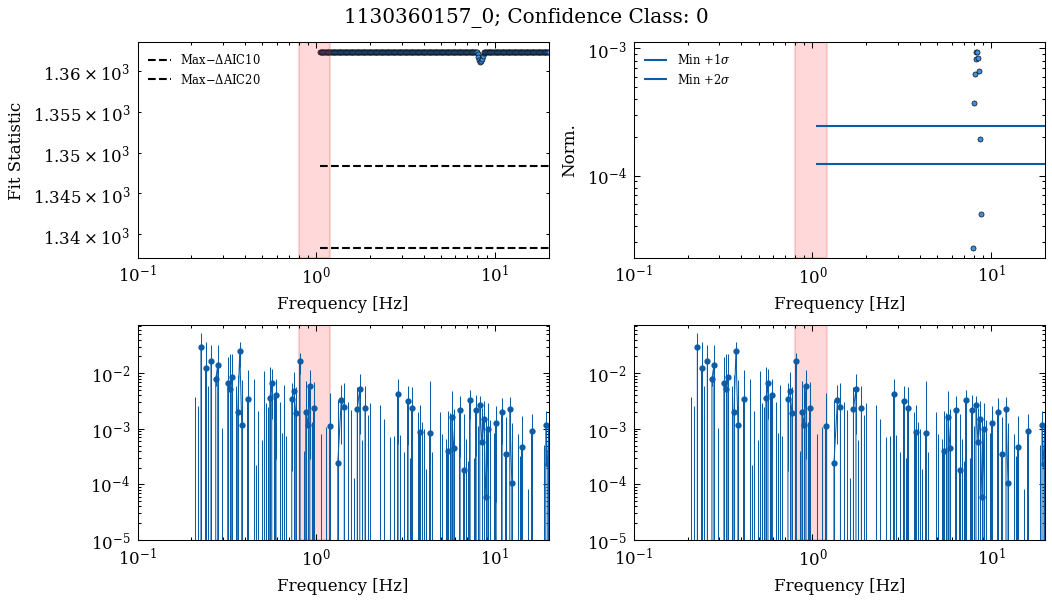 1130360157_0; Confidence Class: 0
Fit Statistic
1.36 × 10³
1.355 × 10³
1.35 × 10³
1.345 × 10³
1.34 × 10³
Max−ΔAIC10
Max−ΔAIC20
10⁻¹
10⁰
10¹
Frequency [Hz]
Norm.
10⁻³
10⁻⁴
Min +1σ
Min +2σ
10⁻¹
10⁰
10¹
Frequency [Hz]
10⁻²
10⁻³
10⁻⁴
10⁻⁵
10⁻¹
10⁰
10¹
Frequency [Hz]
10⁻²
10⁻³
10⁻⁴
10⁻⁵
10⁻¹
10⁰
10¹
Frequency [Hz]